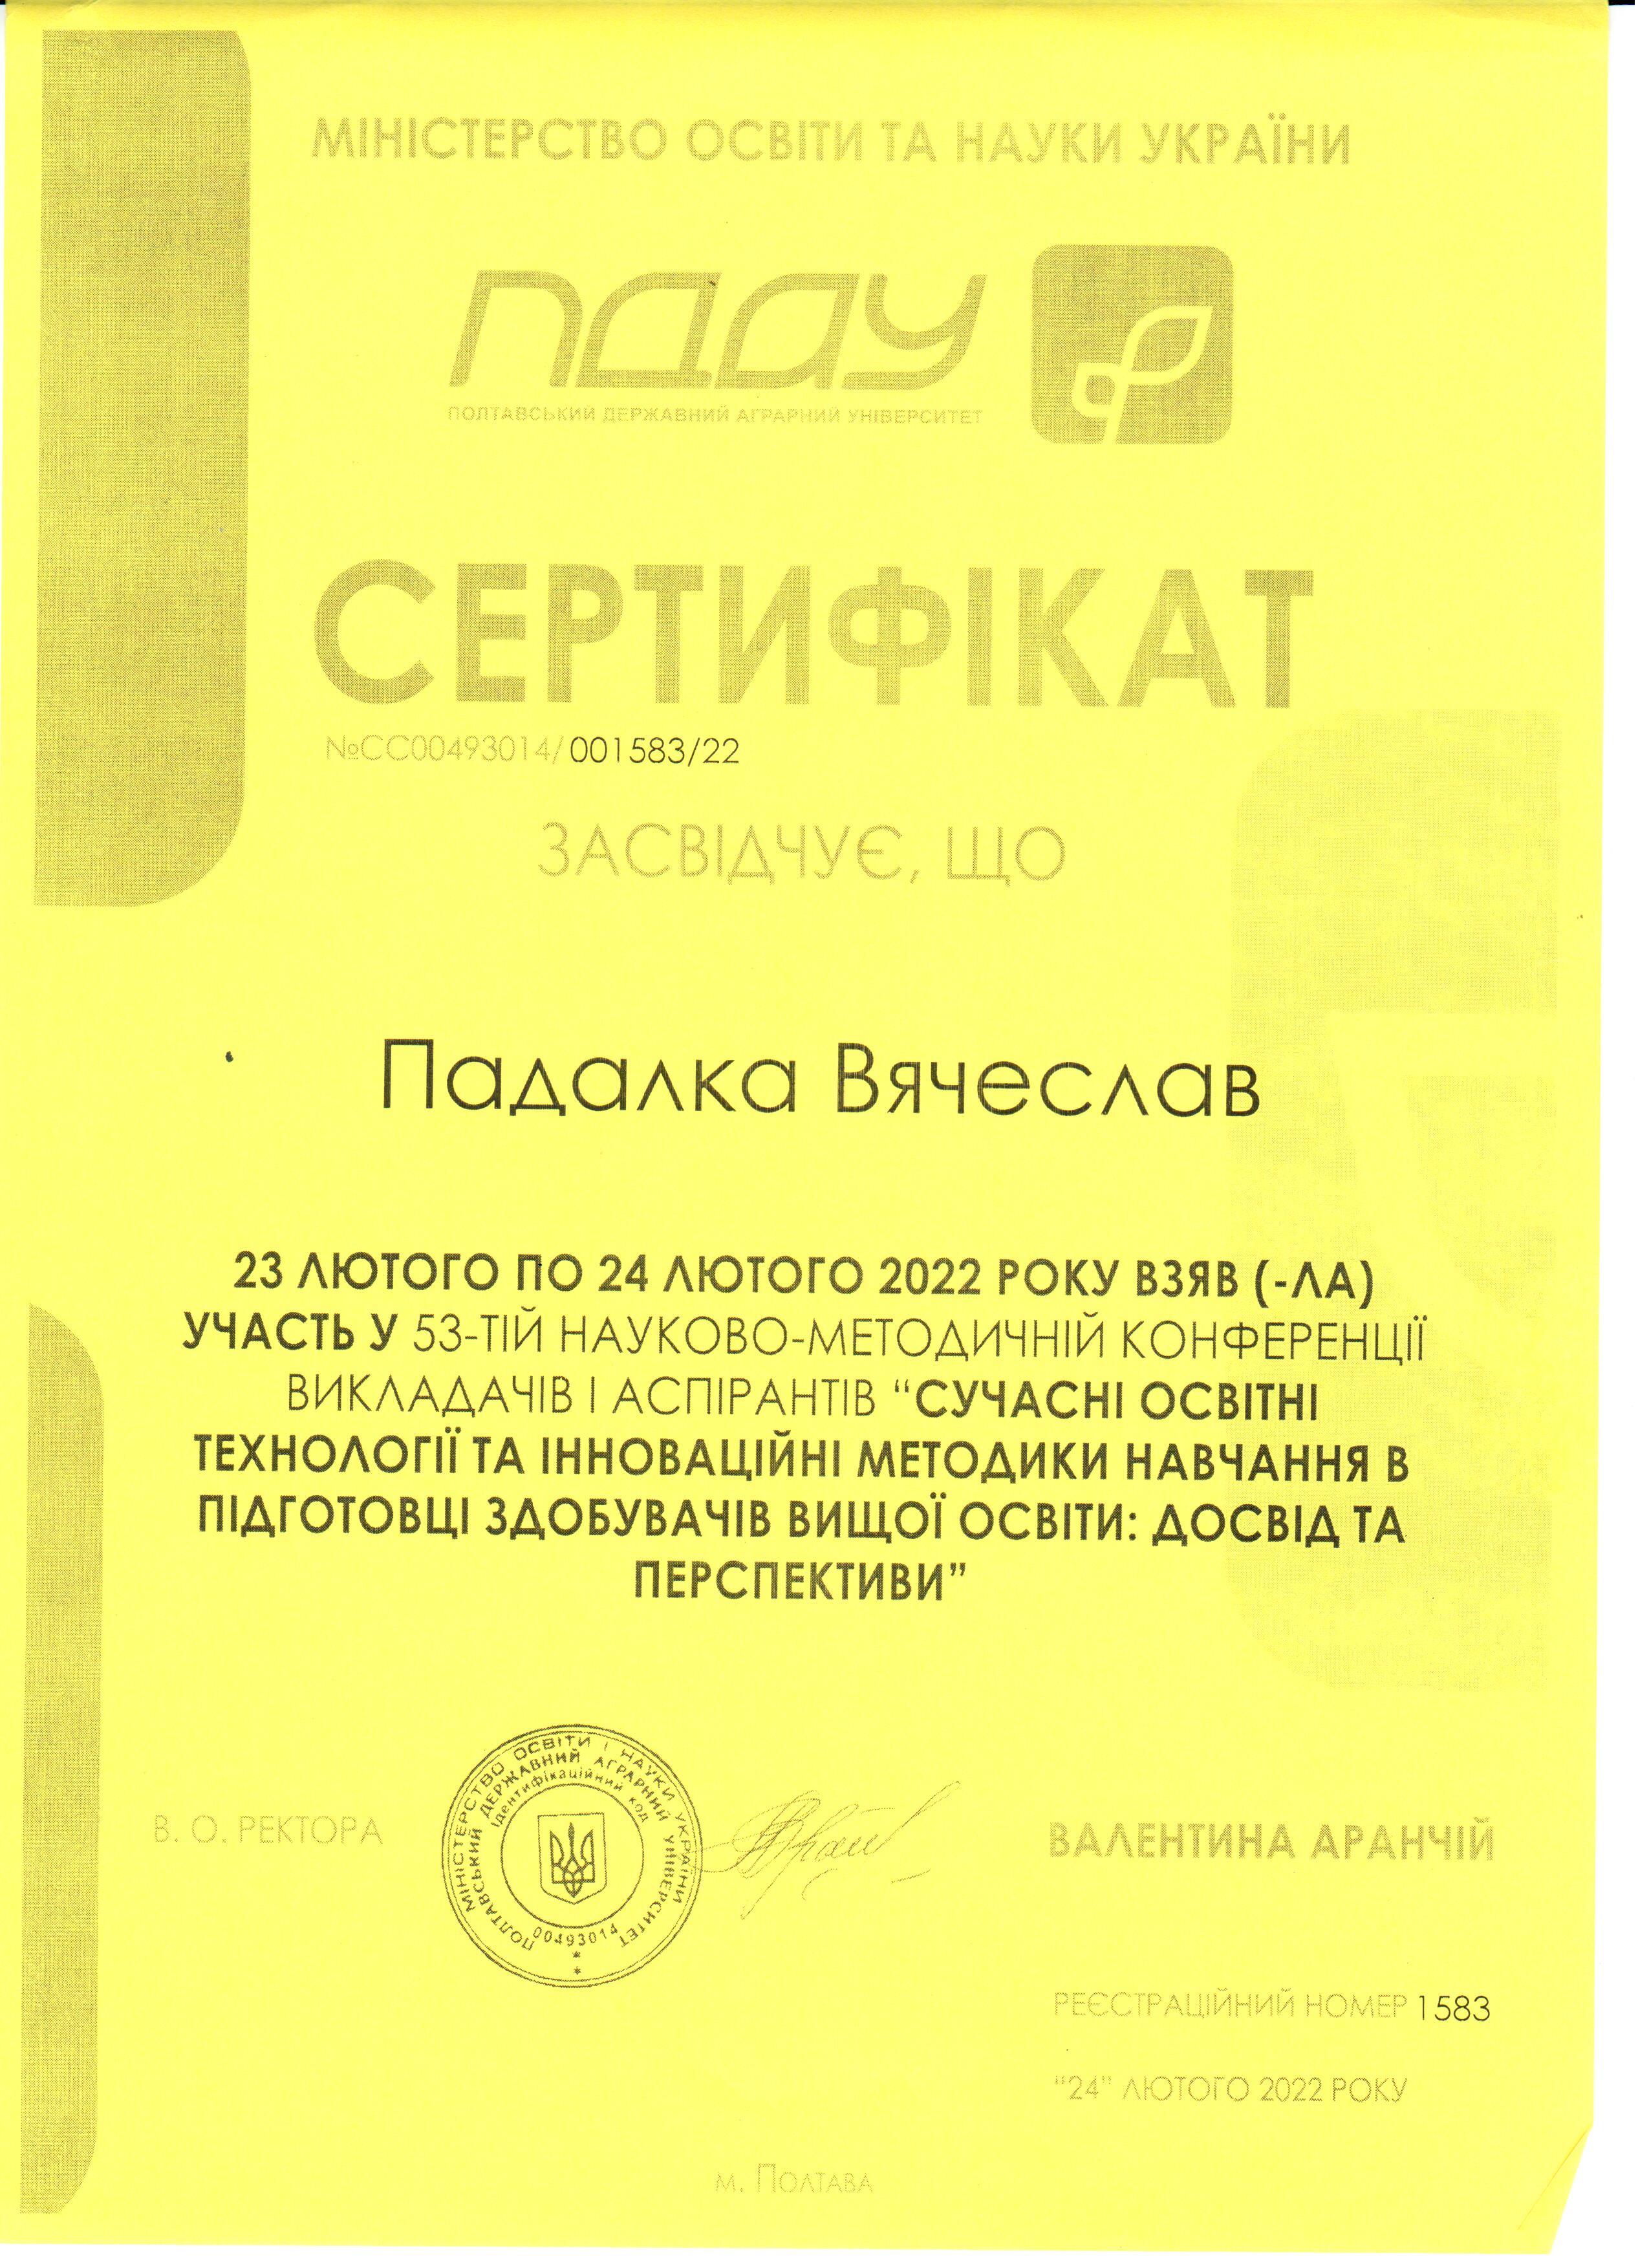 МІНІСТЕРСТВО ОСВІТИ ТА НАУКИ УКРАЇНИ
ПДАУ
ПОЛТАВСЬКИЙ ДЕРЖАВНИЙ АГРАРНИЙ УНІВЕРСИТЕТ
СЕРТИФІКАТ
№СС00493014/001583/22
ЗАСВІДЧУЄ, ЩО
Падалка Вячеслав
23 ЛЮТОГО ПО 24 ЛЮТОГО 2022 РОКУ ВЗЯВ (-ЛА)
УЧАСТЬ У 53-ТІЙ НАУКОВО-МЕТОДИЧНІЙ КОНФЕРЕНЦІЇ
ВИКЛАДАЧІВ І АСПІРАНТІВ “СУЧАСНІ ОСВІТНІ
ТЕХНОЛОГІЇ ТА ІННОВАЦІЙНІ МЕТОДИКИ НАВЧАННЯ В
ПІДГОТОВЦІ ЗДОБУВАЧІВ ВИЩОЇ ОСВІТИ: ДОСВІД ТА
ПЕРСПЕКТИВИ”
В. О. РЕКТОРА
МІНІСТЕРСТВО ОСВІТИ І НАУКИ УКРАЇНИ
ПОЛТАВСЬКИЙ ДЕРЖАВНИЙ АГРАРНИЙ УНІВЕРСИТЕТ
Ідентифікаційний код
00493014
ВАЛЕНТИНА АРАНЧІЙ
РЕЄСТРАЦІЙНИЙ НОМЕР 1583
“24” ЛЮТОГО 2022 РОКУ
м. Полтава